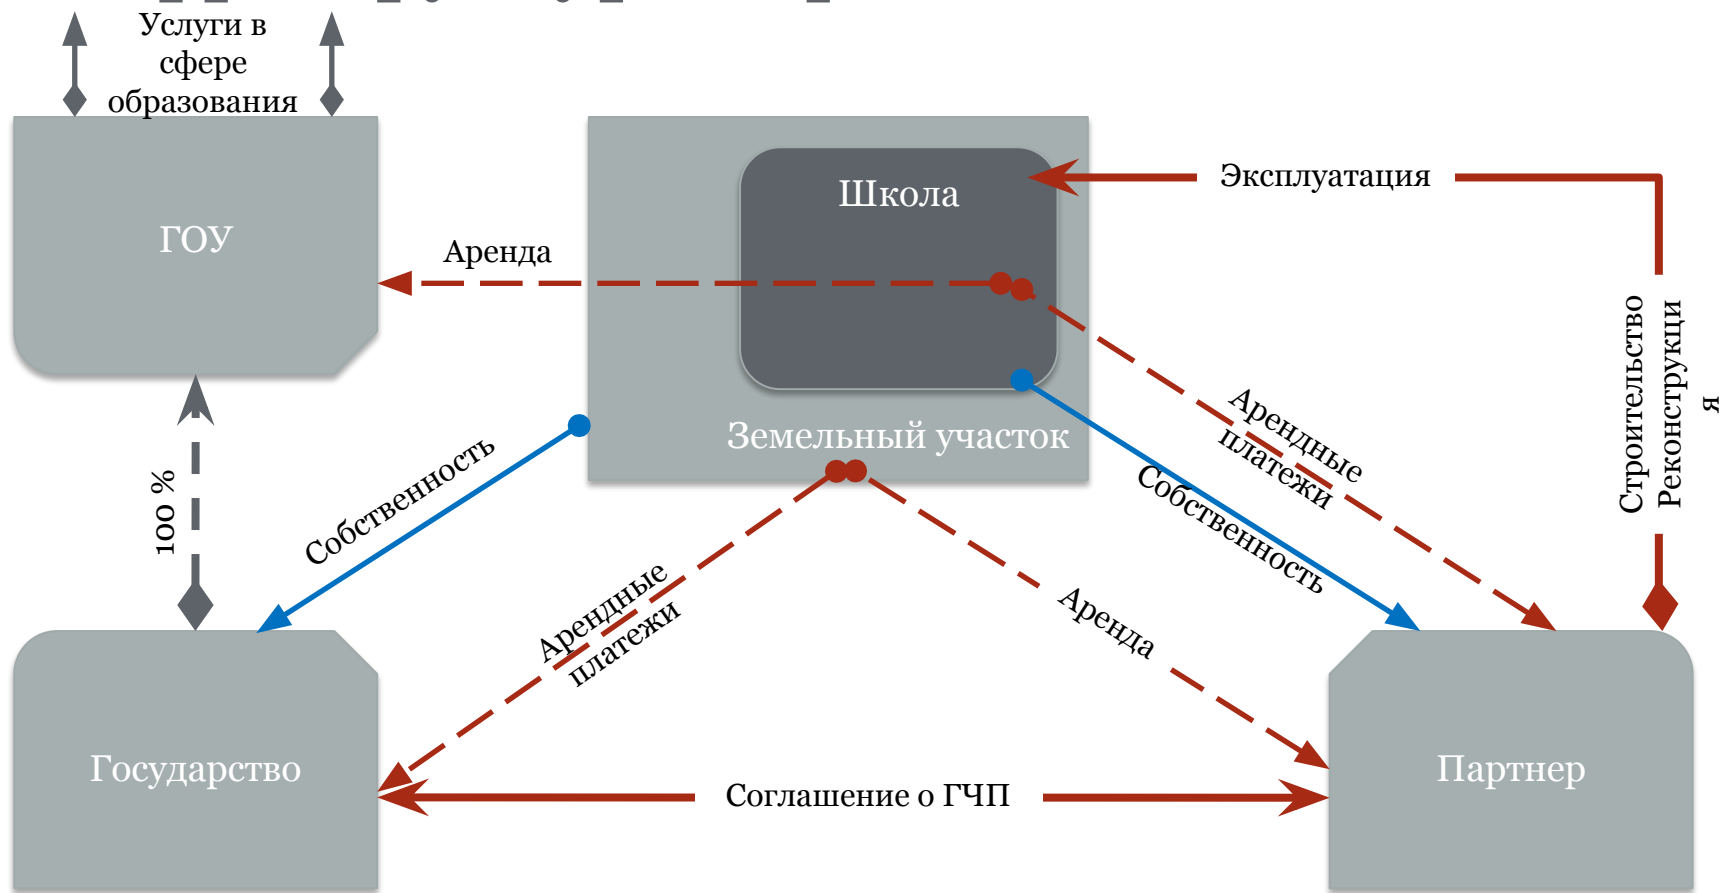 Услуги в
сфере
образования
ГОУ
Школа
Эксплуатация
Аренда
Земельный участок
Строительство
Реконструкци
я
100 %
Собственность
Арендные
платежи
Собственность
Арендные
платежи
Аренда
Государство
Соглашение о ГЧП
Партнер